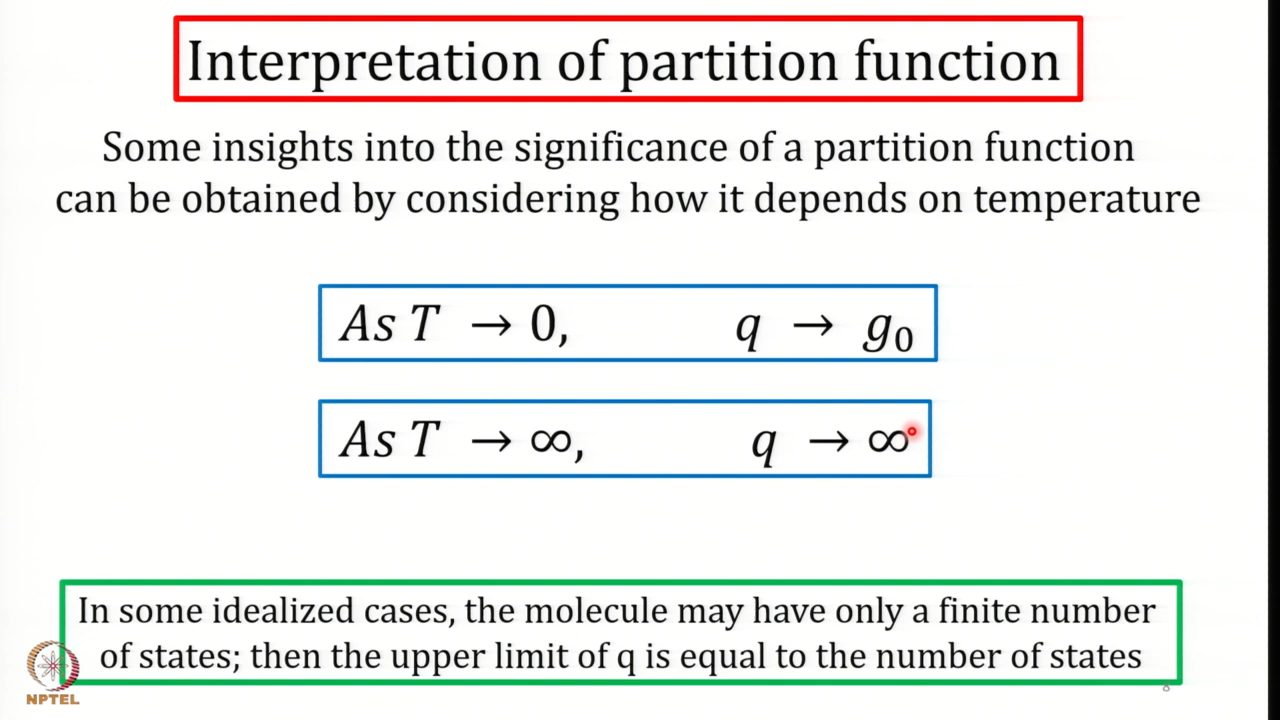 Interpretation of partition function
Some insights into the significance of a partition function
can be obtained by considering how it depends on temperature
As T → 0, q → g₀
As T → ∞, q → ∞
In some idealized cases, the molecule may have only a finite number
of states; then the upper limit of q is equal to the number of states
NPTEL
8